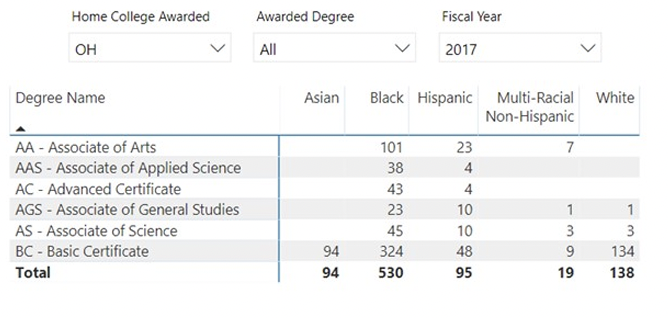 Home College Awarded Awarded Degree Fiscal Year
OH All 2017
Degree Name Asian Black Hispanic Multi-Racial White
Non-Hispanic
AA - Associate of Arts 101 23 7
AAS - Associate of Applied Science 38 4
AC - Advanced Certificate 43 4
AGS - Associate of General Studies 23 10 1 1
AS - Associate of Science 45 10 3 3
BC - Basic Certificate 94 324 48 9 134
Total 94 530 95 19 138